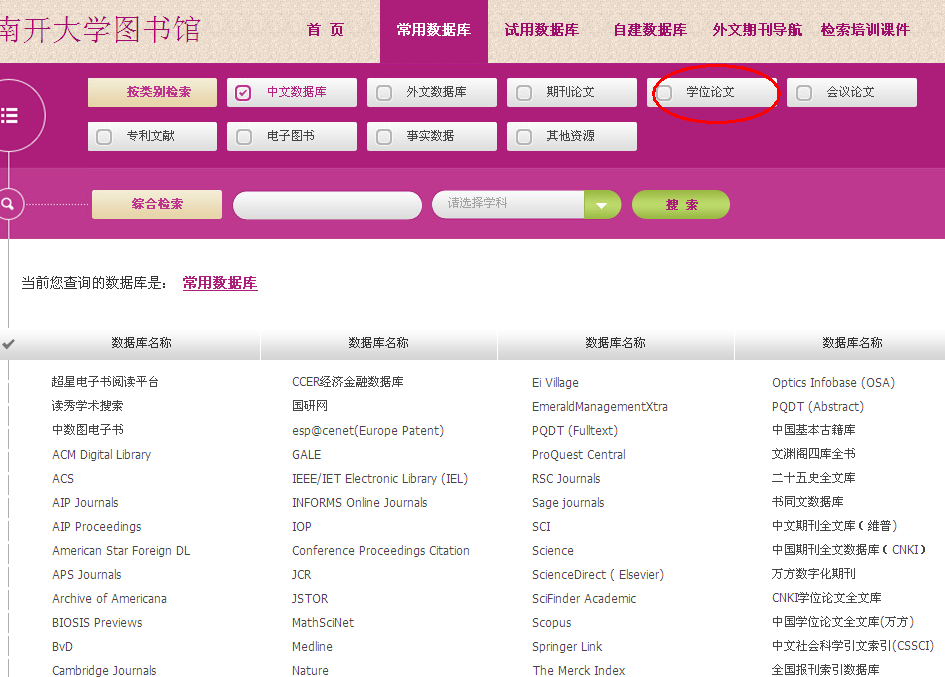 南开大学图书馆
首 页 常用数据库 试用数据库 自建数据库 外文期刊导航 检索培训课件
按类别检索 中文数据库 外文数据库 期刊论文 学位论文 会议论文
专利文献 电子图书 事实数据 其他资源
综合检索 请选择学科 搜 索
当前您查询的数据库是： 常用数据库
数据库名称 数据库名称 数据库名称 数据库名称
超星电子书阅读平台 CCER经济金融数据库 Ei Village Optics Infobase (OSA)
读秀学术搜索 国研网 EmeraldManagementXtra PQDT (Abstract)
中数图电子书 esp@cenet(Europe Patent) PQDT (Fulltext) 中国基本古籍库
ACM Digital Library GALE ProQuest Central 文渊阁四库全书
ACS IEEE/IET Electronic Library (IEL) RSC Journals 二十五史全文库
AIP Journals INFORMS Online Journals Sage journals 书同文数据库
AIP Proceedings IOP SCI 中文期刊全文库（维普）
American Star Foreign DL Conference Proceedings Citation Science 中国期刊全文数据库（CNKI）
APS Journals JCR ScienceDirect ( Elsevier) 万方数字化期刊
Archive of Americana JSTOR SciFinder Academic CNKI学位论文全文库
BIOSIS Previews MathSciNet Scopus 中国学位论文全文库(万方)
BvD Medline Springer Link 中文社会科学引文索引(CSSCI)
Cambridge Journals Nature The Merck Index 全国报刊索引数据库